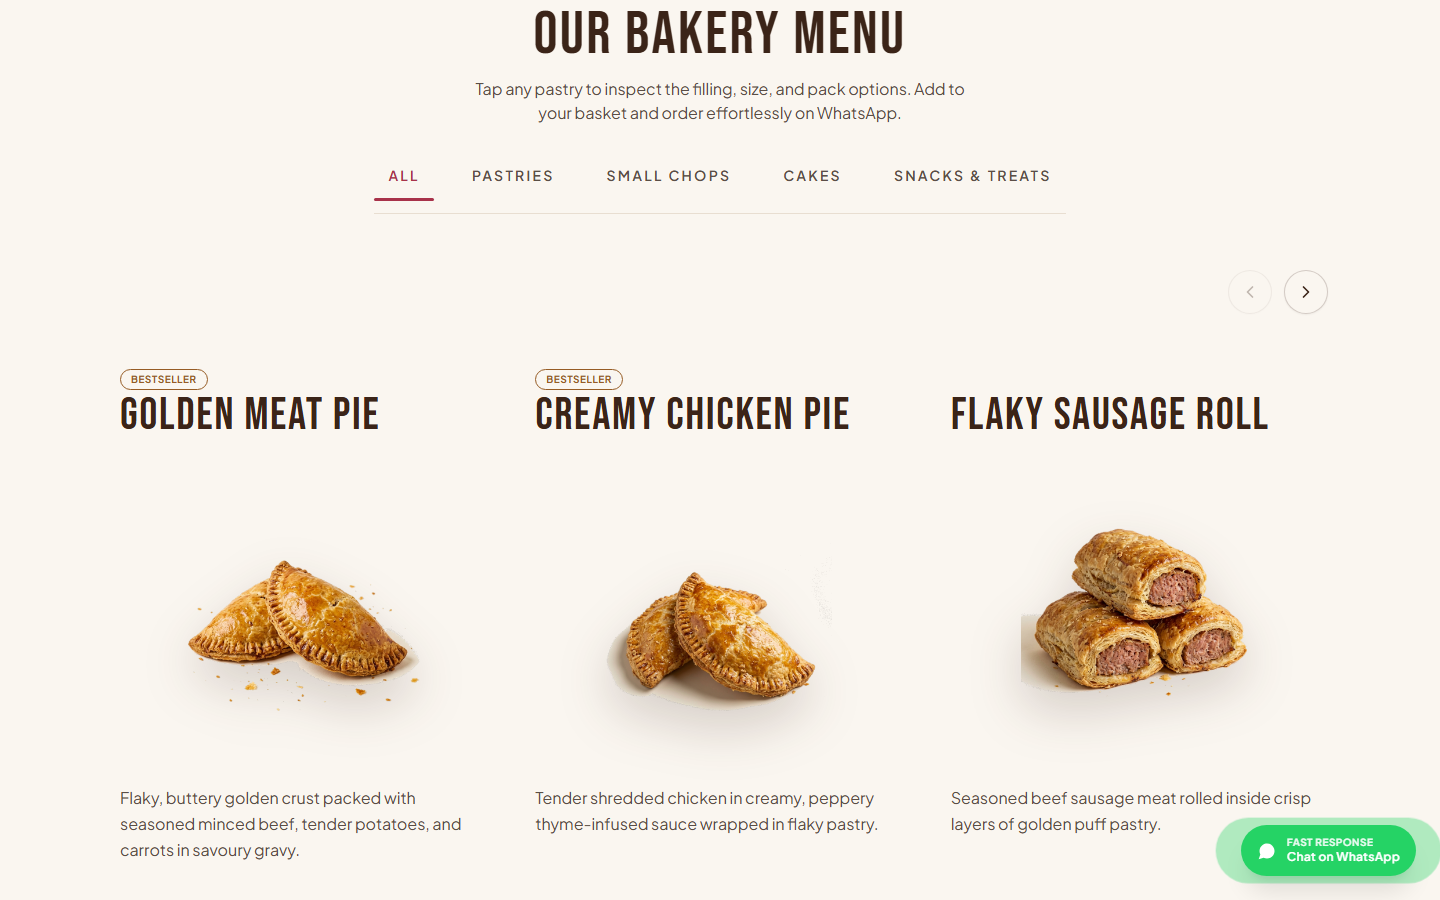 OUR BAKERY MENU
Tap any pastry to inspect the filling, size, and pack options. Add to
your basket and order effortlessly on WhatsApp.
ALL
PASTRIES
SMALL CHOPS
CAKES
SNACKS & TREATS
BESTSELLER
GOLDEN MEAT PIE
Flaky, buttery golden crust packed with
seasoned minced beef, tender potatoes, and
carrots in savoury gravy.
BESTSELLER
CREAMY CHICKEN PIE
Tender shredded chicken in creamy, peppery
thyme-infused sauce wrapped in flaky pastry.
FLAKY SAUSAGE ROLL
Seasoned beef sausage meat rolled inside crisp
layers of golden puff pastry.
FAST RESPONSE
Chat on WhatsApp